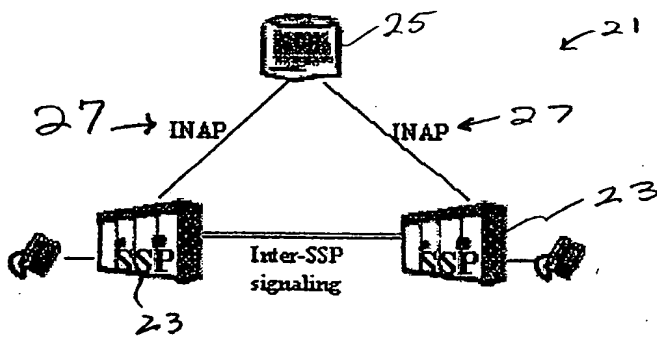 25
21
27
INAP
INAP
27
23
SSP
SSP
Inter-SSP
signaling
23